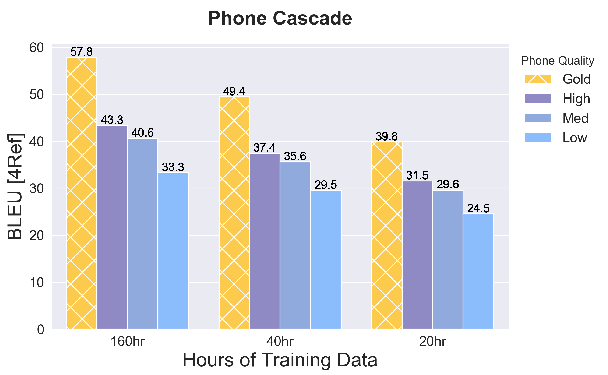 Phone Cascade
BLEU [4Ref]
60
50
40
30
20
10
0
57.8
43.3
40.6
33.3
49.4
37.4
35.6
29.5
39.8
31.5
29.6
24.5
160hr
40hr
20hr
Hours of Training Data
Phone Quality
Gold
High
Med
Low